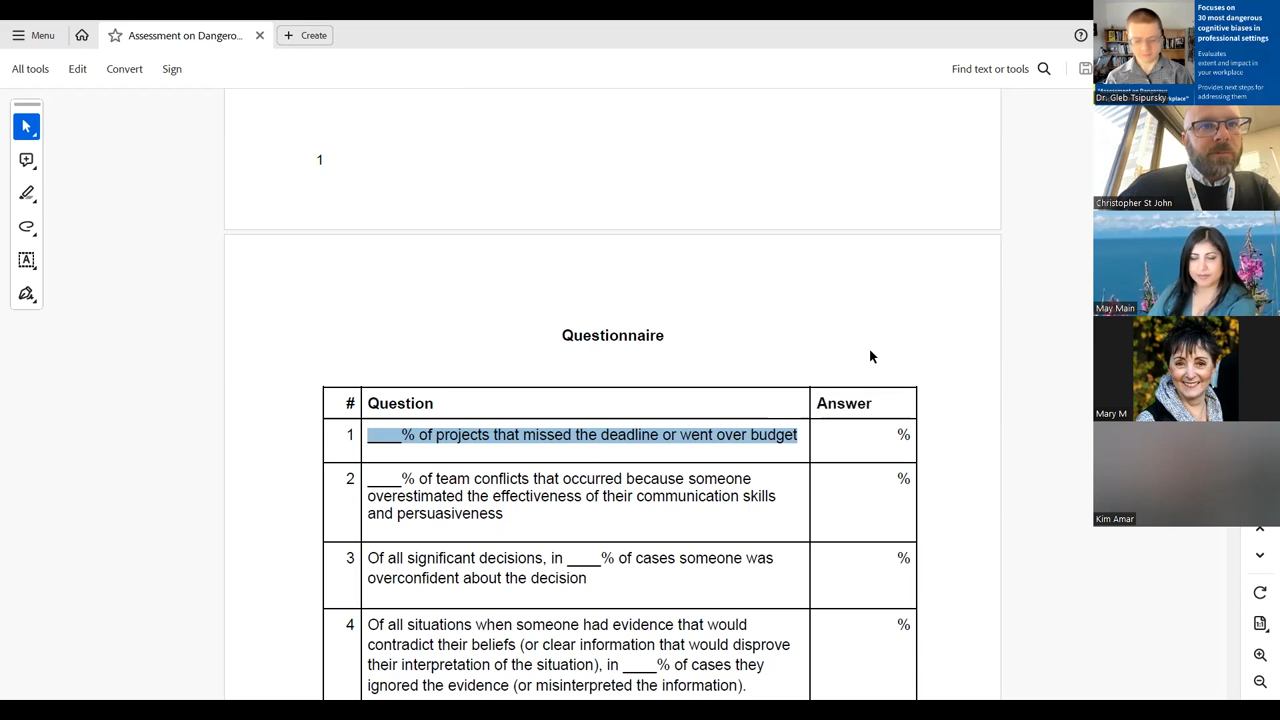 Menu
Assessment on Dangero...
Create
All tools
Edit
Convert
Sign
Find text or tools
1
Questionnaire
# Question Answer
1 ____% of projects that missed the deadline or went over budget %
2 ____% of team conflicts that occurred because someone %
overestimated the effectiveness of their communication skills
and persuasiveness
3 Of all significant decisions, in ____% of cases someone was %
overconfident about the decision
4 Of all situations when someone had evidence that would %
contradict their beliefs (or clear information that would disprove
their interpretation of the situation), in ____% of cases they
ignored the evidence (or misinterpreted the information).
Focuses on
30 most dangerous
cognitive biases in
professional settings
Evaluates
extent and impact in
your workplace
Provides next steps for
addressing them
"Assessment on Dangerous
Dr. Gleb Tsipursky
Christopher St John
May Main
Mary M
Kim Amar